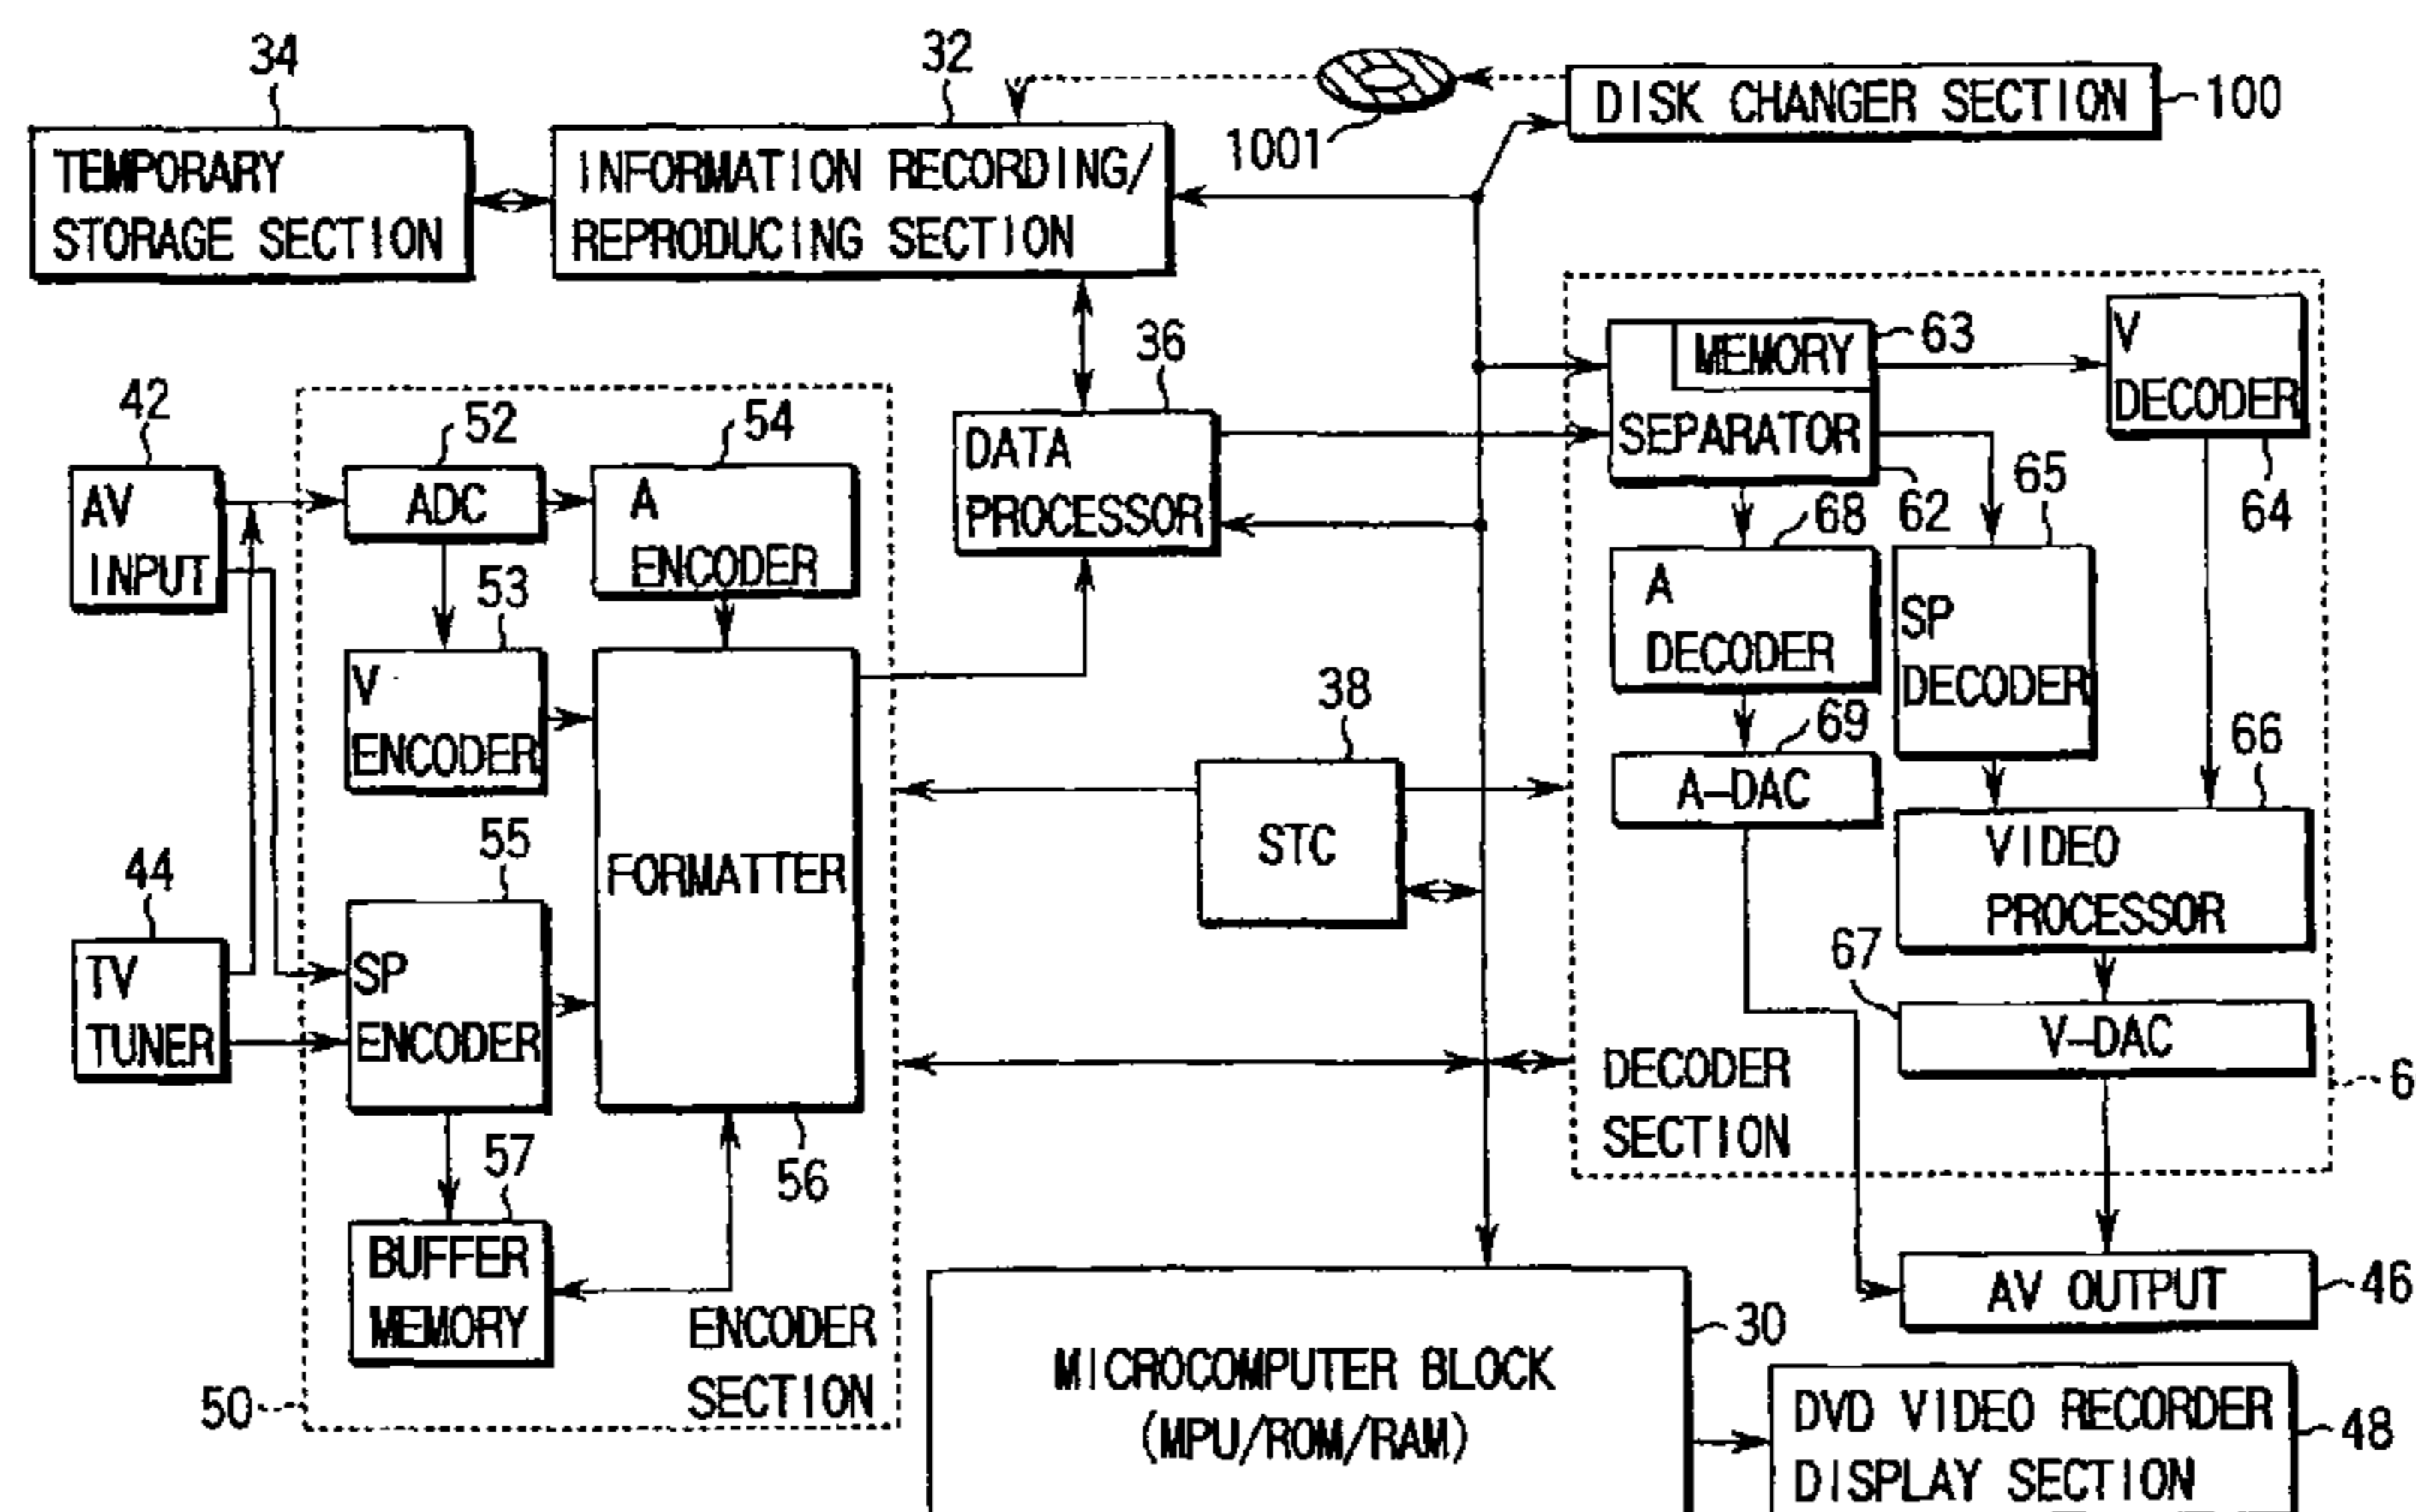 34
32
DISK CHANGER SECTION
100
1001
TEMPORARY
STORAGE SECTION
INFORMATION RECORDING/
REPRODUCING SECTION
36
MEMORY
63
SEPARATOR
62
V
DECODER
64
42
52
54
AV
INPUT
ADC
A
ENCODER
DATA
PROCESSOR
68
65
53
A
DECODER
SP
DECODER
V
ENCODER
38
69
66
A-DAC
STC
VIDEO
PROCESSOR
44
55
FORMATTER
67
TV
TUNER
SP
ENCODER
V-DAC
DECODER
SECTION
6
57
56
BUFFER
MEMORY
ENCODER
SECTION
50
AV OUTPUT
46
30
MICROCOMPUTER BLOCK
(MPU/ROM/RAM)
DVD VIDEO RECORDER
DISPLAY SECTION
48